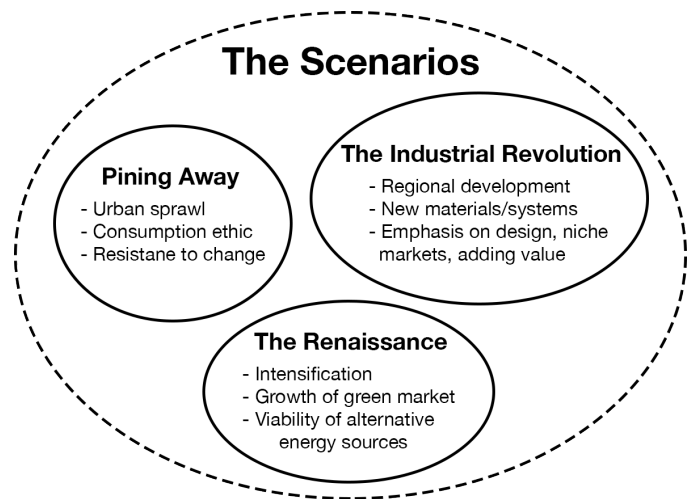 The Scenarios
Pining Away
- Urban sprawl
- Consumption ethic
- Resistane to change
The Industrial Revolution
- Regional development
- New materials/systems
- Emphasis on design, niche
markets, adding value
The Renaissance
- Intensification
- Growth of green market
- Viability of alternative
energy sources